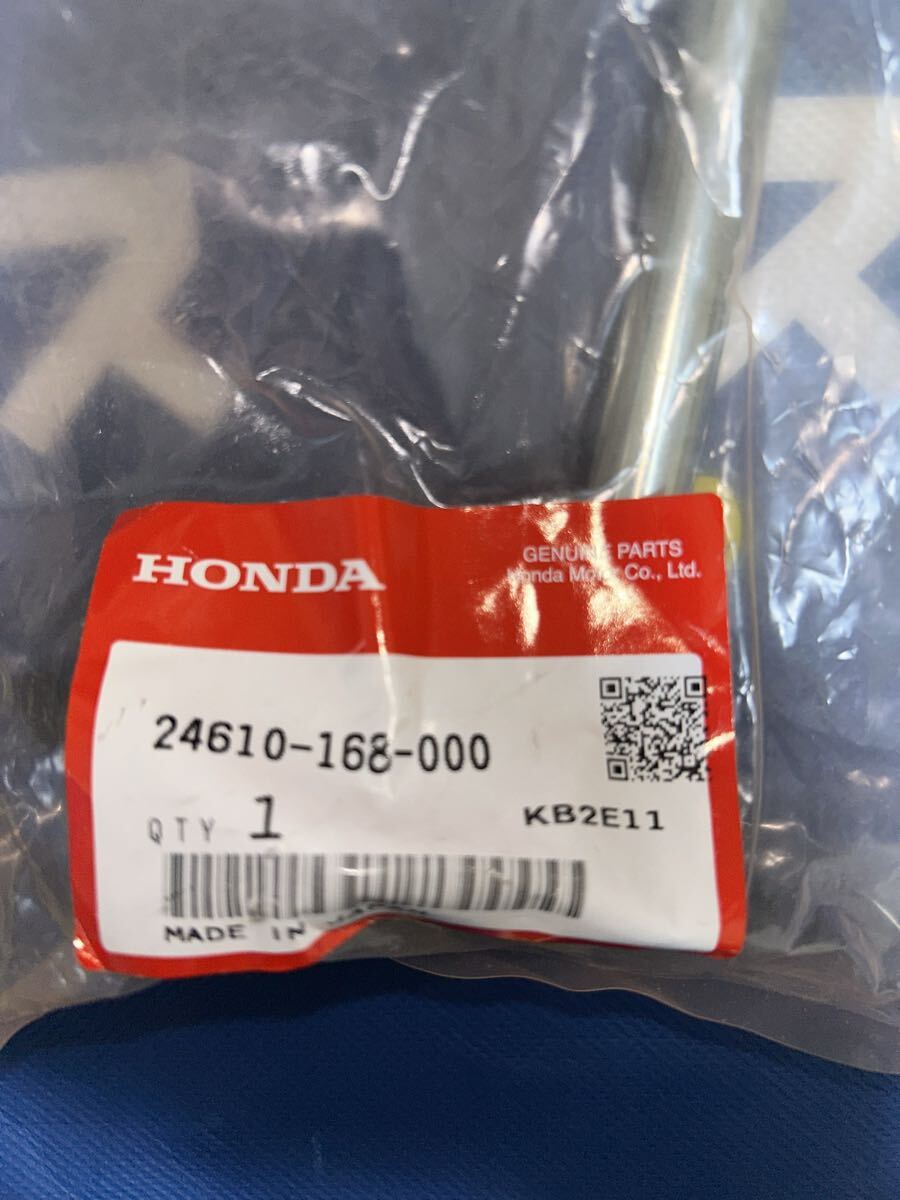 HONDA
GENUINE PARTS
Honda Motor Co., Ltd.
24610-168-000
QTY 1
KB2E11
MADE IN